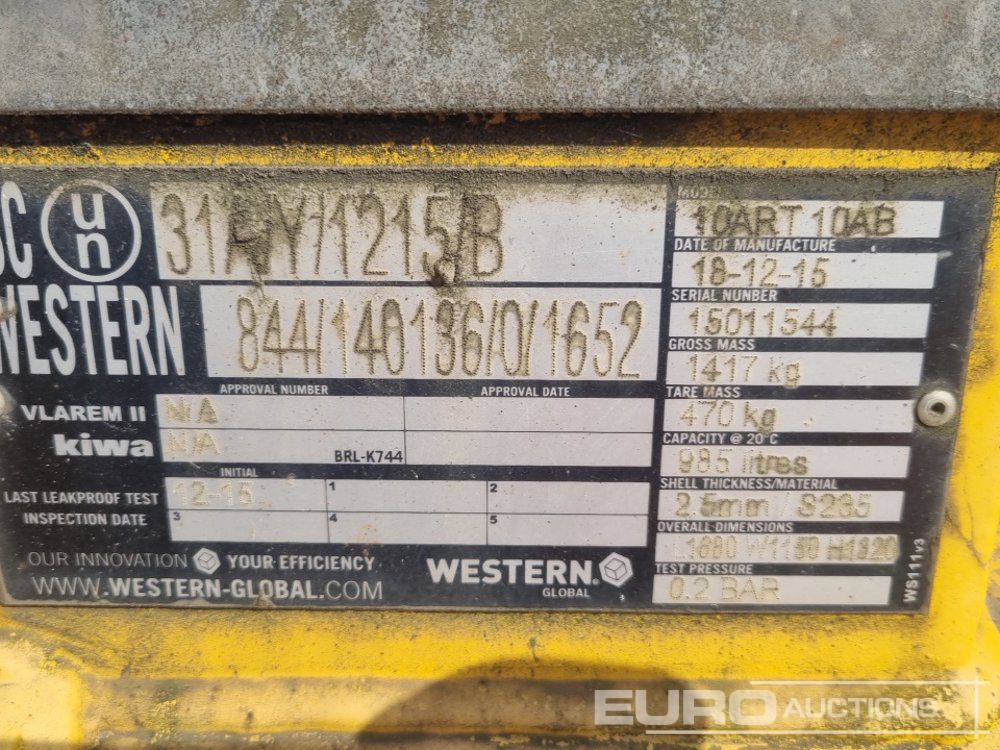 un
31A/Y/1215/B
WESTERN
844/140136/0/1652
MODEL
10ART 10AB
DATE OF MANUFACTURE
18-12-15
SERIAL NUMBER
15011544
GROSS MASS
1417 kg
TARE MASS
470 kg
CAPACITY @ 20°C
985 litres
SHELL THICKNESS/MATERIAL
2.5mm / S235
OVERALL DIMENSIONS
L1680 W1150 H1320
TEST PRESSURE
0.2 BAR
APPROVAL NUMBER APPROVAL DATE
VLAREM II N/A
kiwa N/A BRL-K744
INITIAL
LAST LEAKPROOF TEST
INSPECTION DATE
12-15 1 2
3 4 5
OUR INNOVATION YOUR EFFICIENCY
WWW.WESTERN-GLOBAL.COM
WESTERN
GLOBAL
WS111v3
EURO AUCTIONS